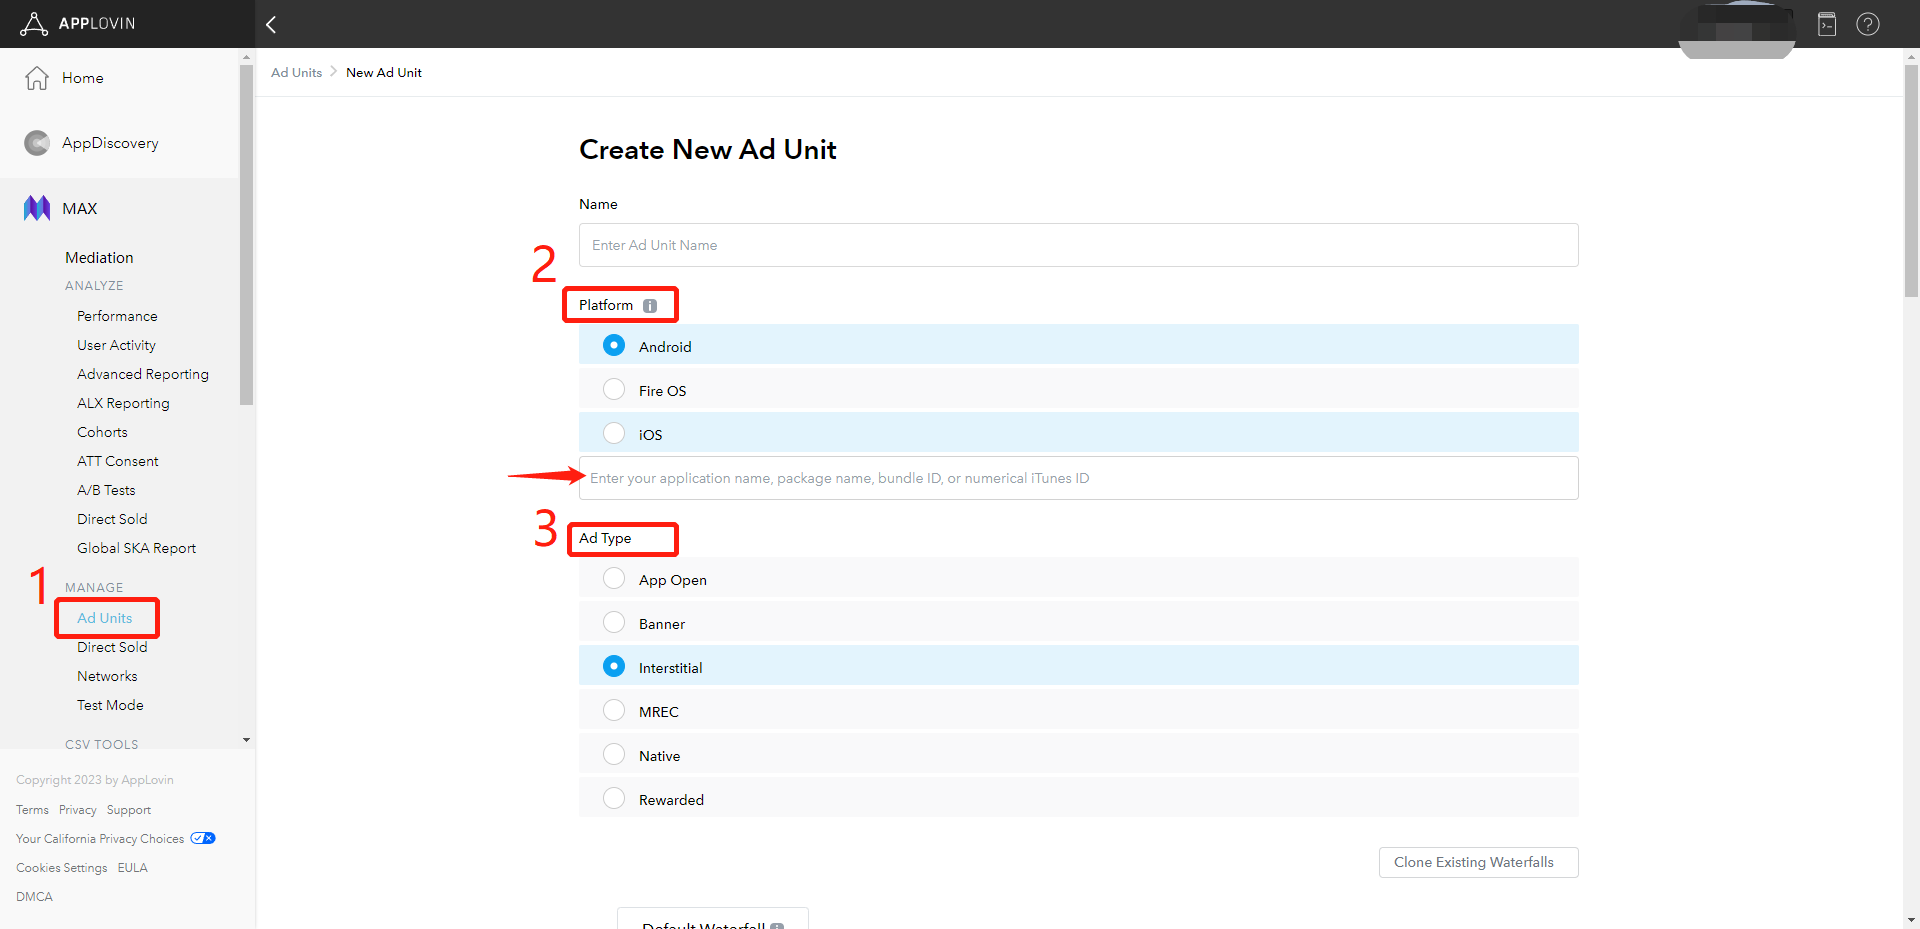 APPLOVIN
Home
AppDiscovery
MAX
Mediation
ANALYZE
Performance
User Activity
Advanced Reporting
ALX Reporting
Cohorts
ATT Consent
A/B Tests
Direct Sold
Global SKA Report
1
MANAGE
Ad Units
Direct Sold
Networks
Test Mode
CSV TOOLS
Copyright 2023 by AppLovin
Terms Privacy Support
Your California Privacy Choices
Cookies Settings EULA
DMCA
Ad Units > New Ad Unit
Create New Ad Unit
Name
Enter Ad Unit Name
2
Platform
Android
Fire OS
iOS
Enter your application name, package name, bundle ID, or numerical iTunes ID
3
Ad Type
App Open
Banner
Interstitial
MREC
Native
Rewarded
Clone Existing Waterfalls
Default Waterfall